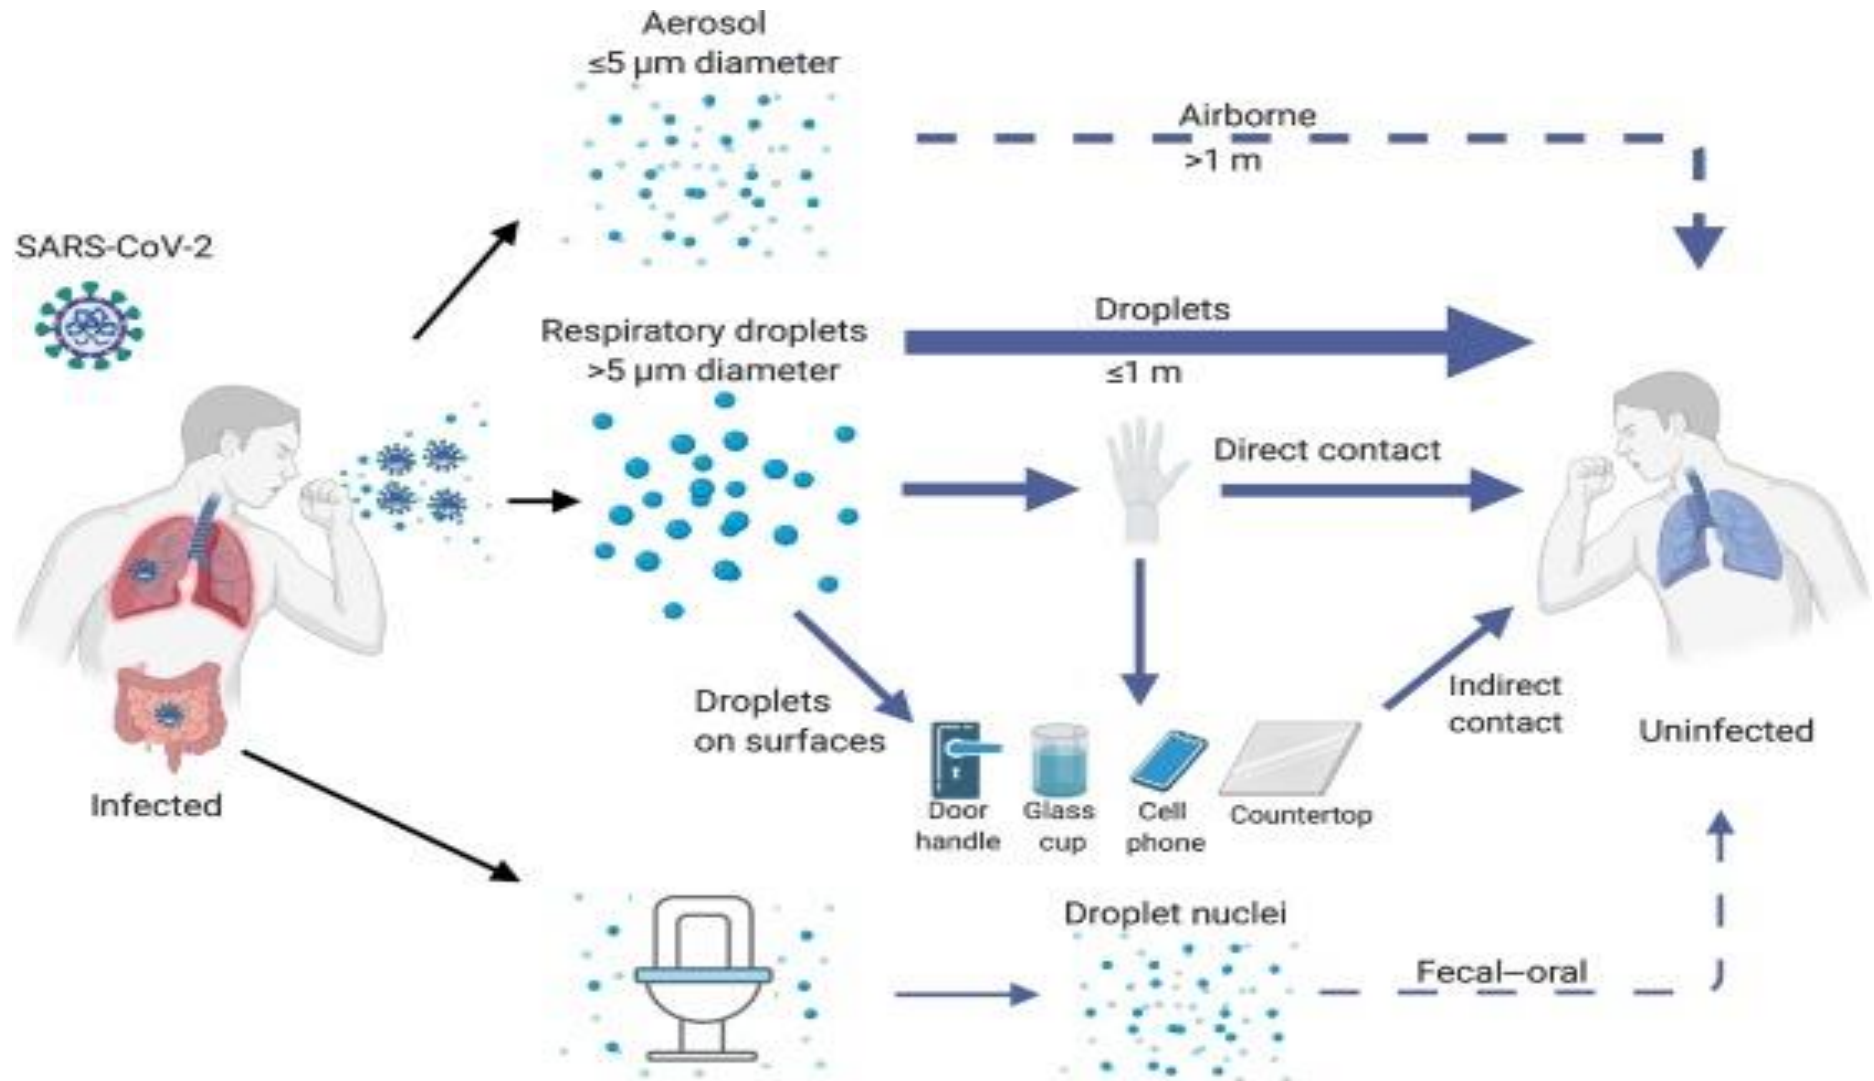 Aerosol
≤5 µm diameter
Airborne
>1 m
SARS-CoV-2
Respiratory droplets
>5 µm diameter
Droplets
≤1 m
Direct contact
Droplets
on surfaces
Indirect
contact
Uninfected
Infected
Door
handle
Glass
cup
Cell
phone
Countertop
Droplet nuclei
Fecal–oral